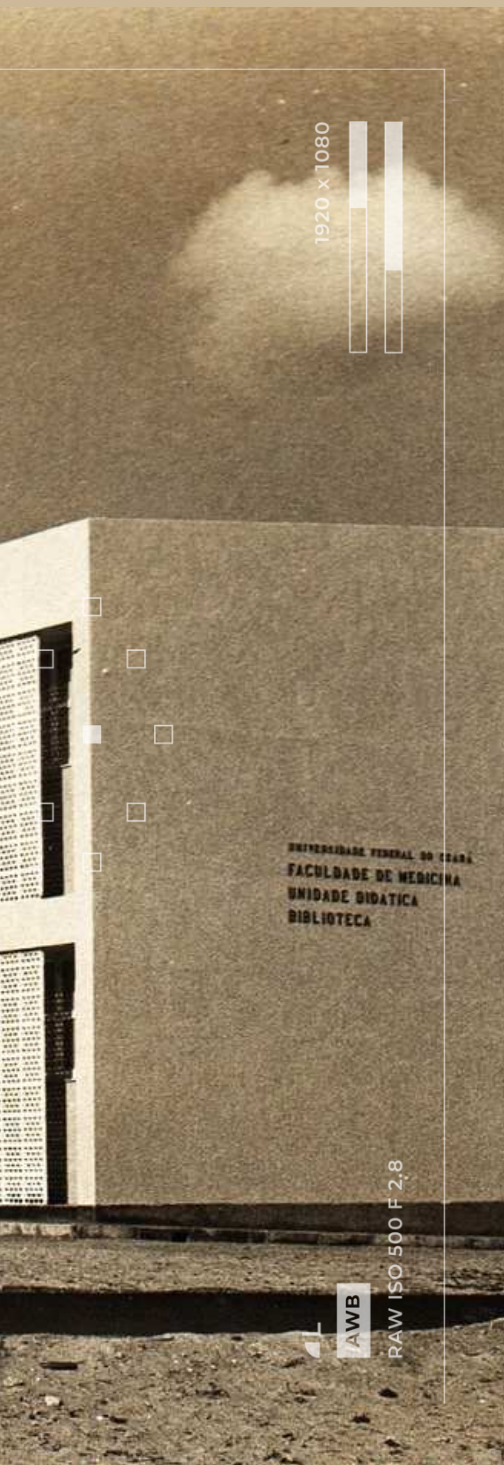 1920 x 1080
UNIVERSIDADE FEDERAL DO CEARÁ
FACULDADE DE MEDICINA
UNIDADE DIDATICA
BIBLIOTECA
L
AWB
RAW ISO 500 F 2,8